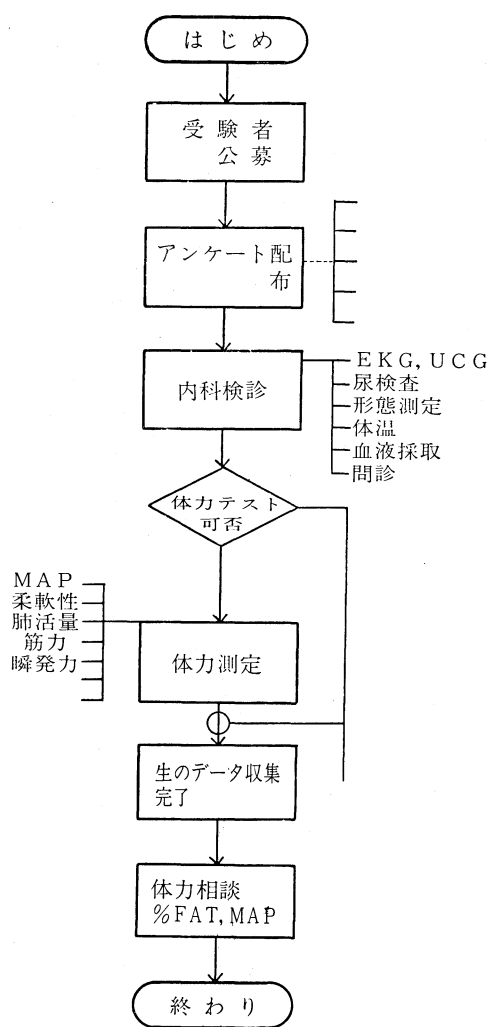 はじめ
受験者
公募
アンケート配
布
内科検診
EKG, UCG
尿検査
形態測定
体温
血液採取
問診
体力テスト
可否
MAP
柔軟性
肺活量
筋力
瞬発力
体力測定
生のデータ収集
完了
体力相談
%FAT, MAP
終わり